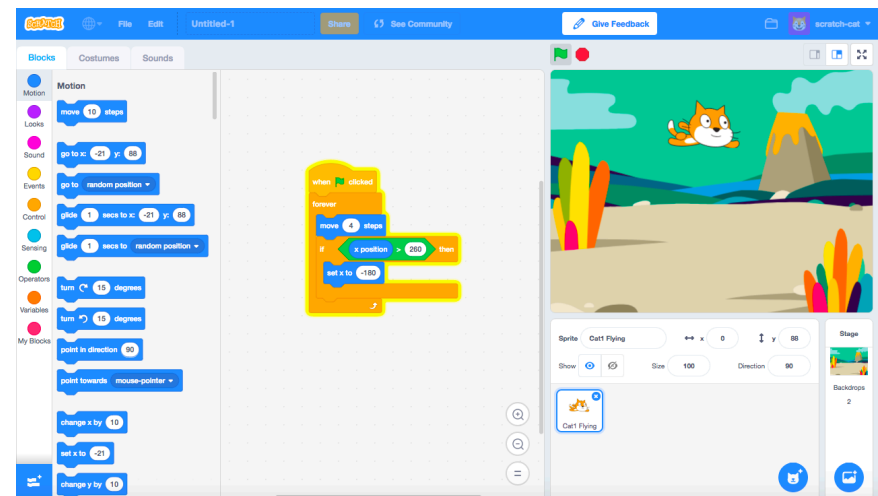 SCRATCH File Edit Untitled-1 Share See Community Give Feedback scratch-cat
Blocks Costumes Sounds
Motion
Looks
Sound
Events
Control
Sensing
Operators
Variables
My Blocks
Motion
move 10 steps
go to x: -21 y: 88
go to random position
glide 1 secs to x: -21 y: 88
glide 1 secs to random position
turn 15 degrees
turn 15 degrees
point in direction 90
point towards mouse-pointer
change x by 10
set x to -21
change y by 10
when clicked
forever
move 4 steps
if x position > 260 then
set x to -180
Sprite Cat1 Flying x 0 y 88
Show Size 100 Direction 90
Cat1 Flying
Stage
Backdrops
2